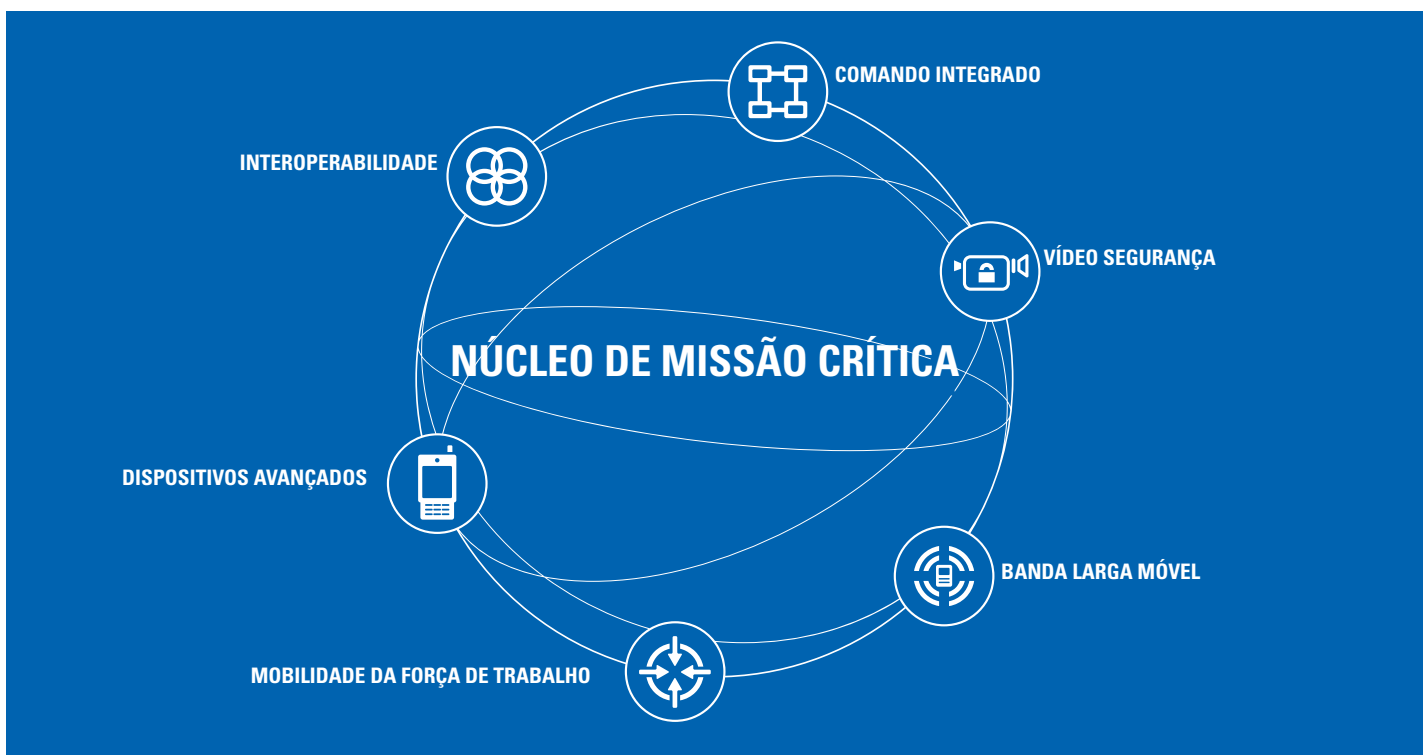 COMANDO INTEGRADO
INTEROPERABILIDADE
VÍDEO SEGURANÇA
NÚCLEO DE MISSÃO CRÍTICA
DISPOSITIVOS AVANÇADOS
BANDA LARGA MÓVEL
MOBILIDADE DA FORÇA DE TRABALHO